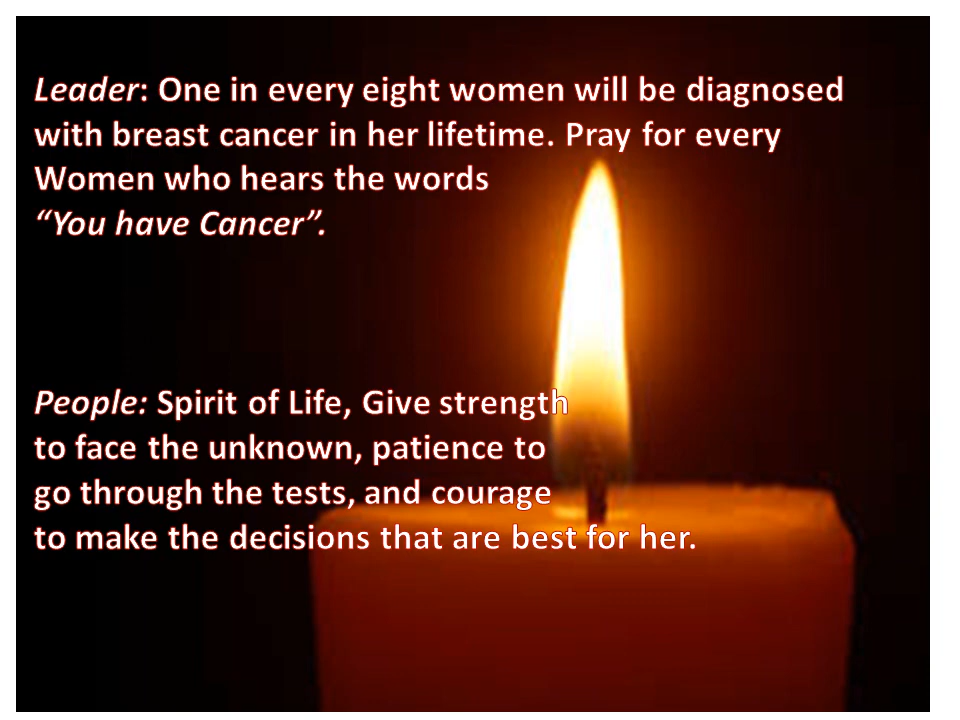 Leader: One in every eight women will be diagnosed
with breast cancer in her lifetime. Pray for every
Women who hears the words
“You have Cancer”.
People: Spirit of Life, Give strength
to face the unknown, patience to
go through the tests, and courage
to make the decisions that are best for her.